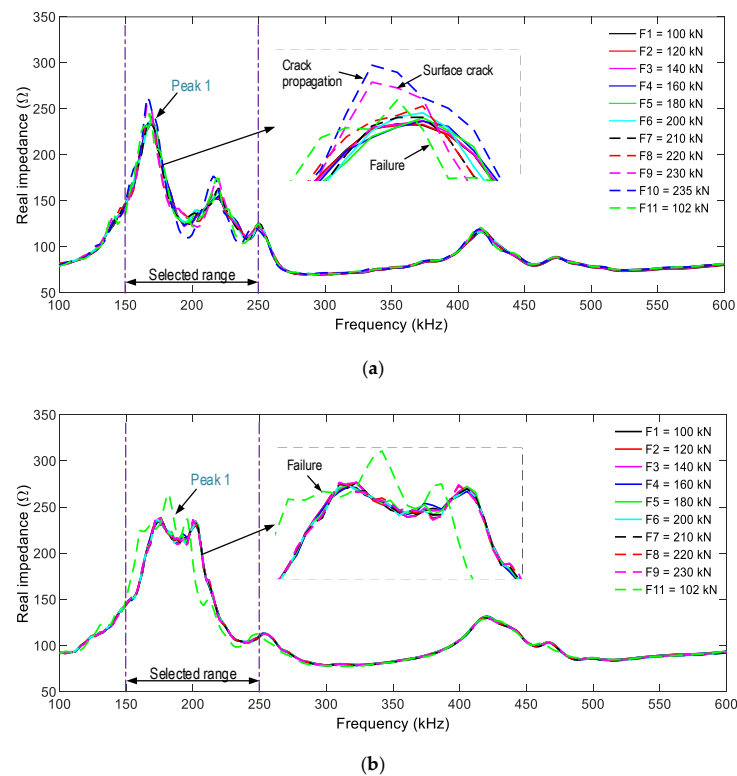 350
300
250
200
150
100
50
Real impedance (Ω)
Peak 1
Crack
propagation
Surface crack
Failure
Selected range
F1 = 100 kN
F2 = 120 kN
F3 = 140 kN
F4 = 160 kN
F5 = 180 kN
F6 = 200 kN
F7 = 210 kN
F8 = 220 kN
F9 = 230 kN
F10 = 235 kN
F11 = 102 kN
100 150 200 250 300 350 400 450 500 550 600
Frequency (kHz)
(a)
350
300
250
200
150
100
50
Real impedance (Ω)
Peak 1
Failure
Selected range
F1 = 100 kN
F2 = 120 kN
F3 = 140 kN
F4 = 160 kN
F5 = 180 kN
F6 = 200 kN
F7 = 210 kN
F8 = 220 kN
F9 = 230 kN
F11 = 102 kN
100 150 200 250 300 350 400 450 500 550 600
Frequency (kHz)
(b)